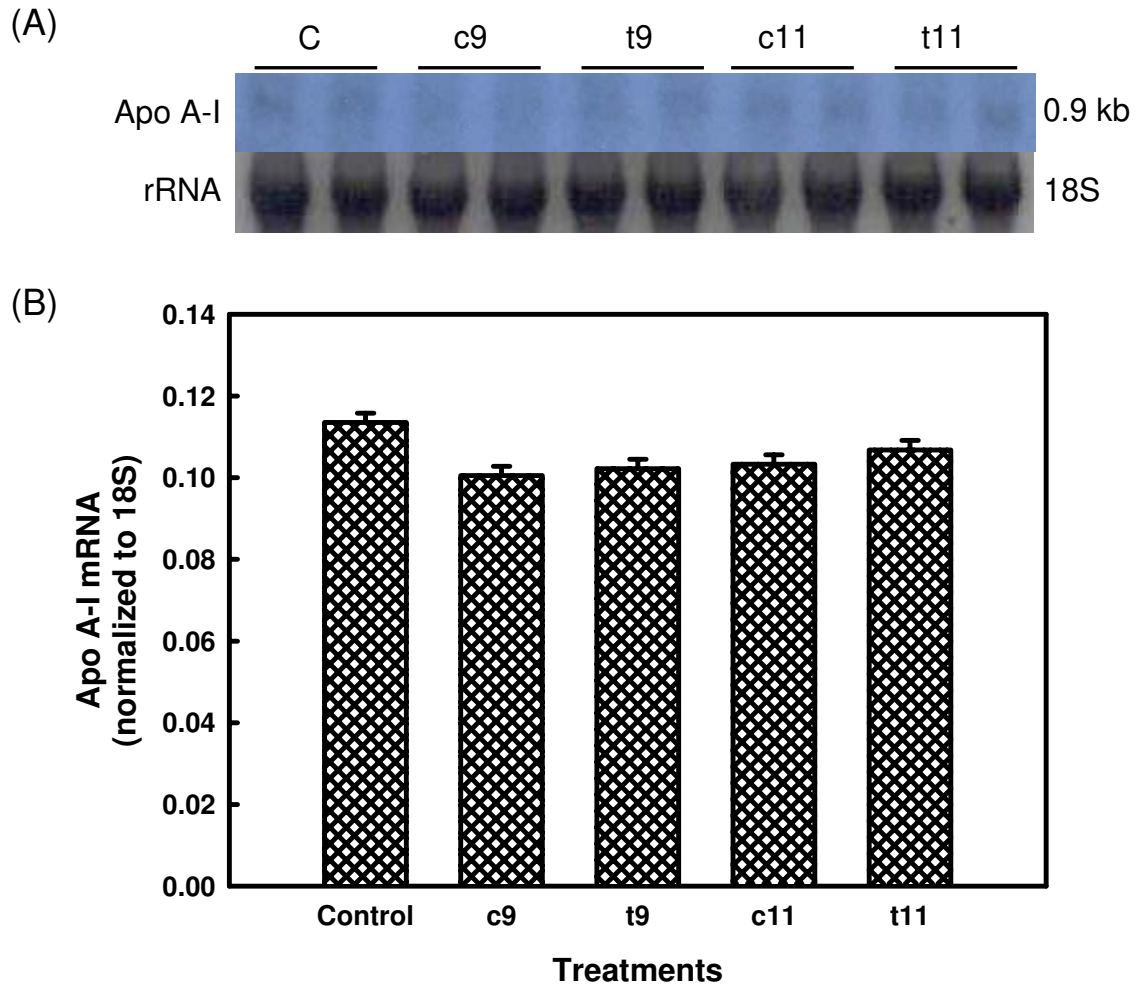 (A)
C c9 t9 c11 t11
Apo A-I 0.9 kb
rRNA 18S
(B)
0.14
0.12
0.10
0.08
0.06
0.04
0.02
0.00
Apo A-I mRNA
(normalized to 18S)
Control c9 t9 c11 t11
Treatments